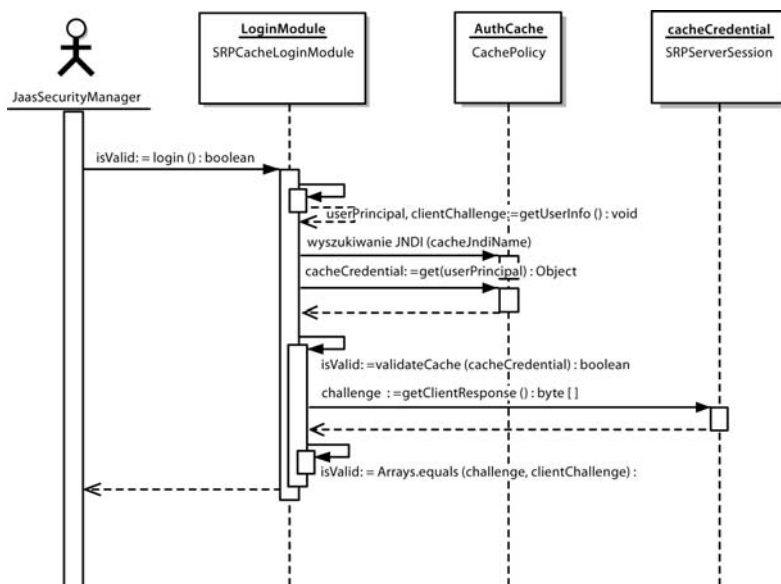 LoginModule
SRPCacheLoginModule
AuthCache
CachePolicy
cacheCredential
SRPServerSession
JaasSecurityManager
isValid: = login () : boolean
userPrincipal, clientChallenge :=getUserInfo () : void
wyszukiwanie JNDI (cacheJndiName)
cacheCredential: =get(userPrincipal) : Object
isValid: =validateCache (cacheCredential) : boolean
challenge : =getClientResponse () : byte [ ]
isValid: = Arrays.equals (challenge, clientChallenge) :